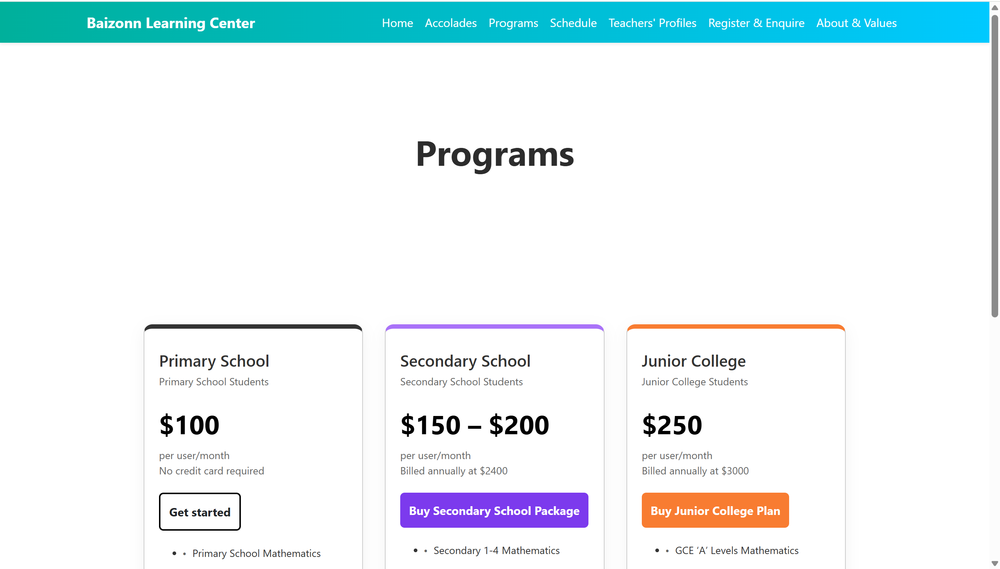 Baizonn Learning Center
Home Accolades Programs Schedule Teachers' Profiles Register & Enquire About & Values
Programs
Primary School
Primary School Students
$100
per user/month
No credit card required
Get started
• • Primary School Mathematics
Secondary School
Secondary School Students
$150 – $200
per user/month
Billed annually at $2400
Buy Secondary School Package
• • Secondary 1-4 Mathematics
Junior College
Junior College Students
$250
per user/month
Billed annually at $3000
Buy Junior College Plan
• • GCE ‘A’ Levels Mathematics